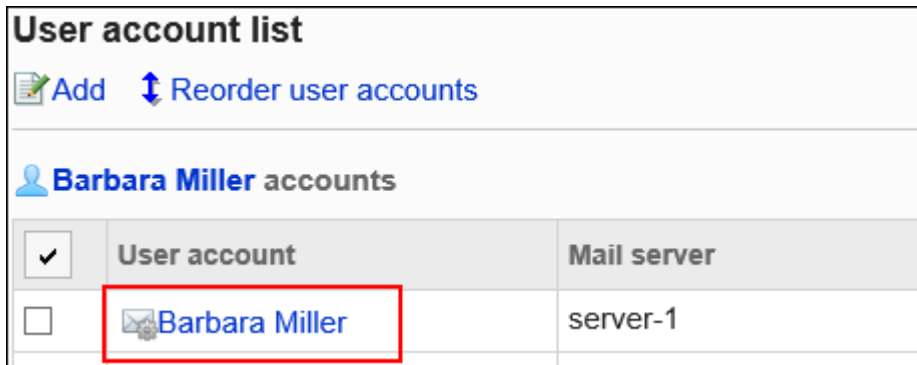 User account list
Add Reorder user accounts
Barbara Miller accounts
User account Mail server
Barbara Miller server-1